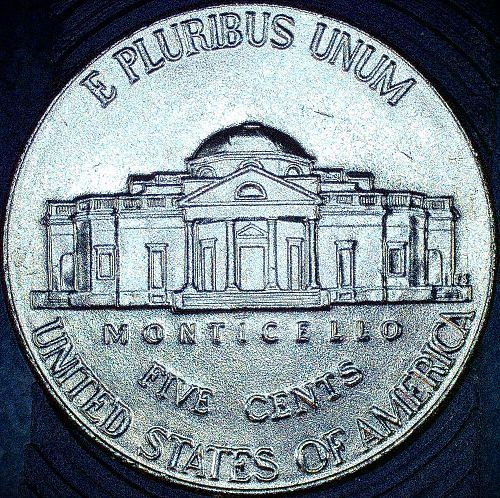 E PLURIBUS UNUM
MONTICELLO
FIVE CENTS
UNITED STATES OF AMERICA